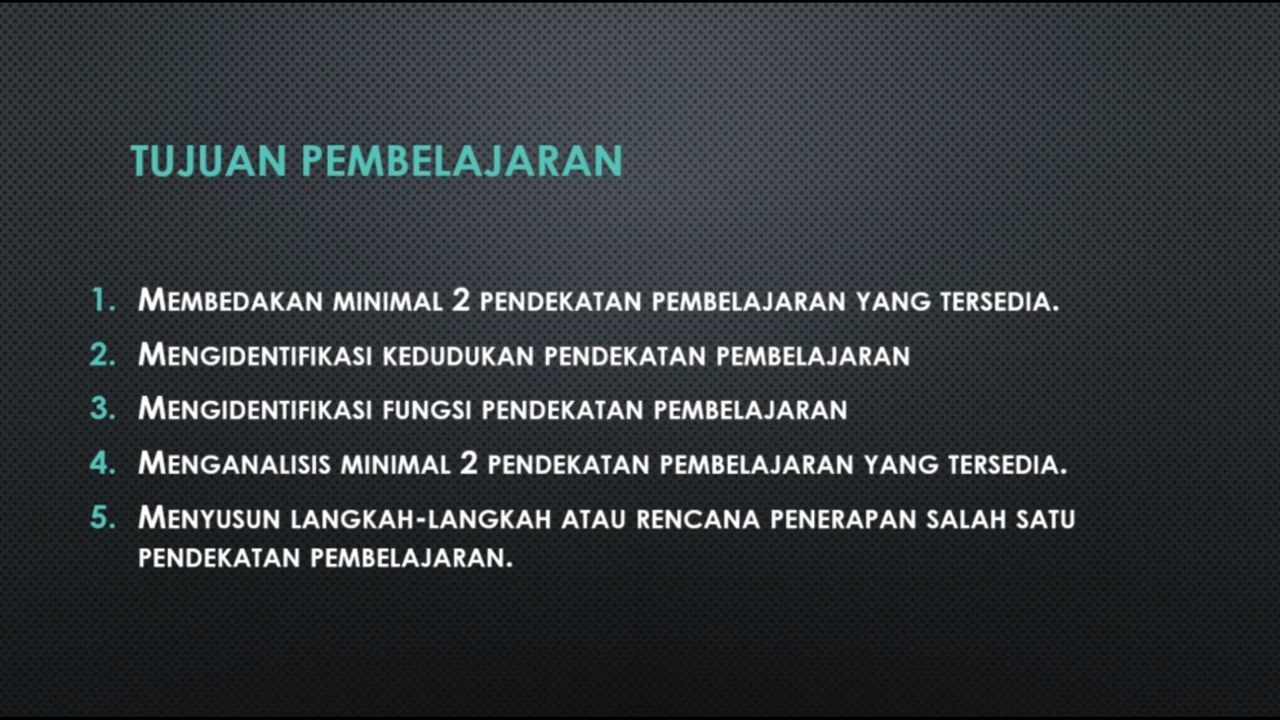 TUJUAN PEMBELAJARAN
1. MEMBEDAKAN MINIMAL 2 PENDEKATAN PEMBELAJARAN YANG TERSEDIA.
2. MENGIDENTIFIKASI KEDUDUKAN PENDEKATAN PEMBELAJARAN
3. MENGIDENTIFIKASI FUNGSI PENDEKATAN PEMBELAJARAN
4. MENGANALISIS MINIMAL 2 PENDEKATAN PEMBELAJARAN YANG TERSEDIA.
5. MENYUSUN LANGKAH-LANGKAH ATAU RENCANA PENERAPAN SALAH SATU
PENDEKATAN PEMBELAJARAN.